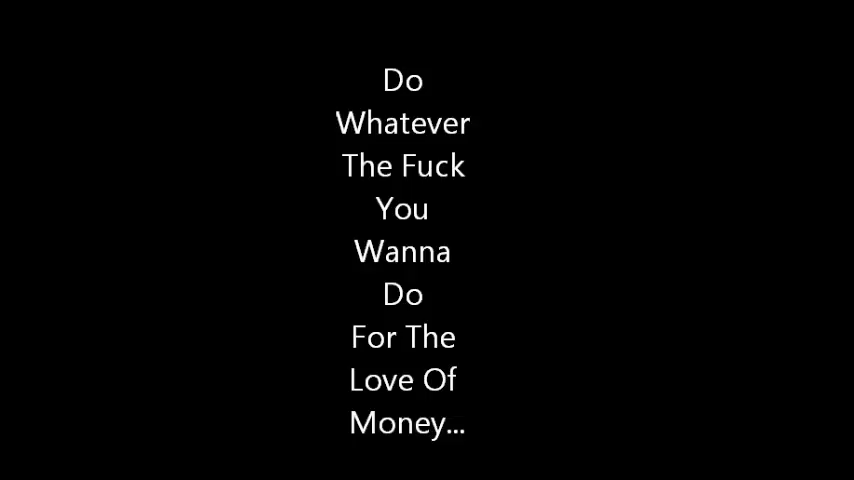 Do
Whatever
The Fuck
You
Wanna
Do
For The
Love Of
Money...